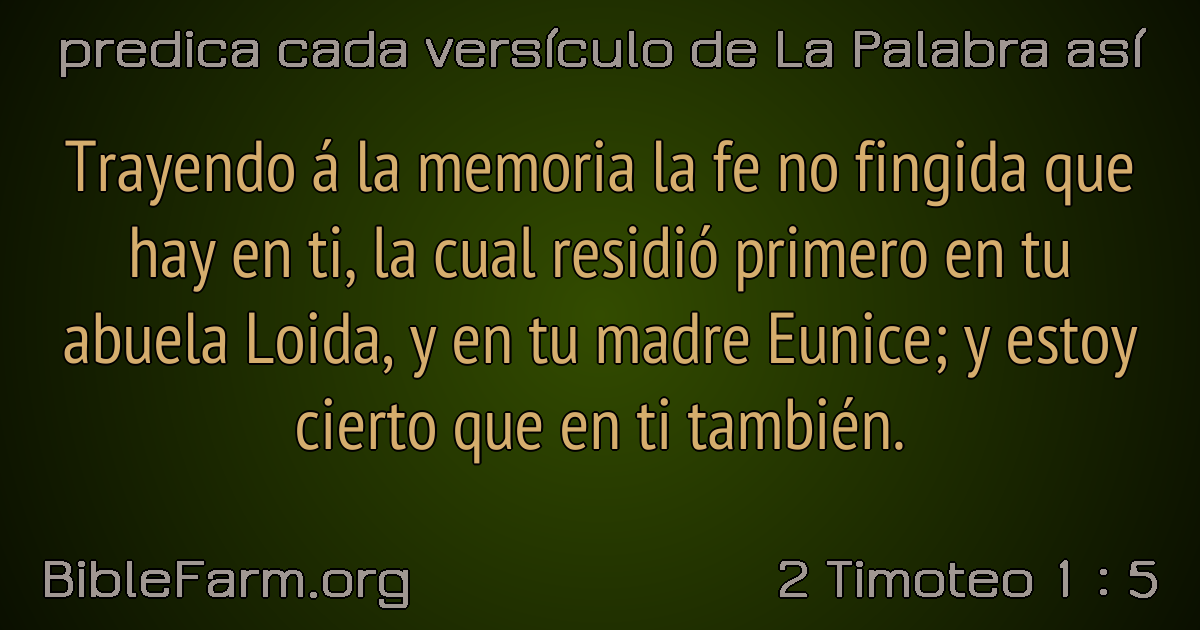 predica cada versículo de La Palabra así
Trayendo á la memoria la fe no fingida que
hay en ti, la cual residió primero en tu
abuela Loida, y en tu madre Eunice; y estoy
cierto que en ti también.
BibleFarm.org
2 Timoteo 1 : 5